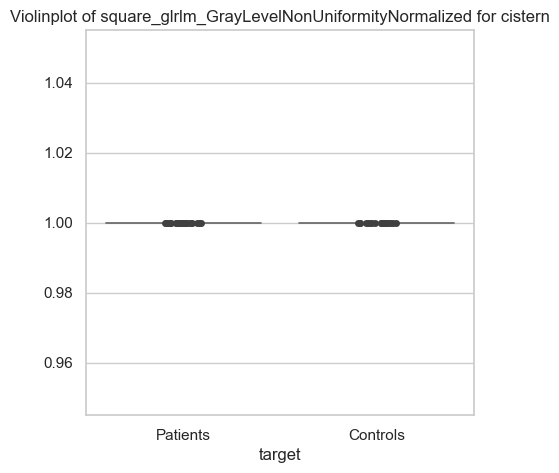 Violinplot of square_glrlm_GrayLevelNonUniformityNormalized for cistern
1.04
1.02
1.00
0.98
0.96
Patients Controls
target